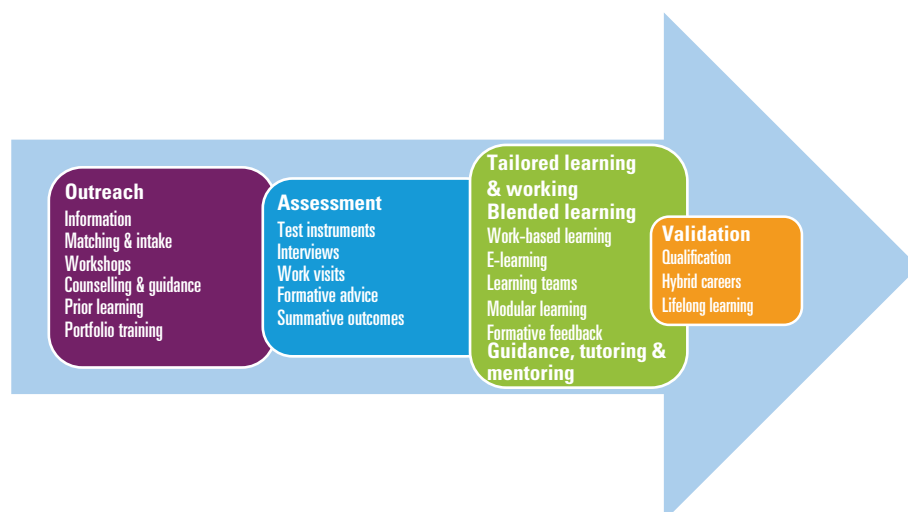 Outreach
Information
Matching & intake
Workshops
Counselling & guidance
Prior learning
Portfolio training
Assessment
Test instruments
Interviews
Work visits
Formative advice
Summative outcomes
Tailored learning
& working
Blended learning
Work-based learning
E-learning
Learning teams
Modular learning
Formative feedback
Guidance, tutoring &
mentoring
Validation
Qualification
Hybrid careers
Lifelong learning